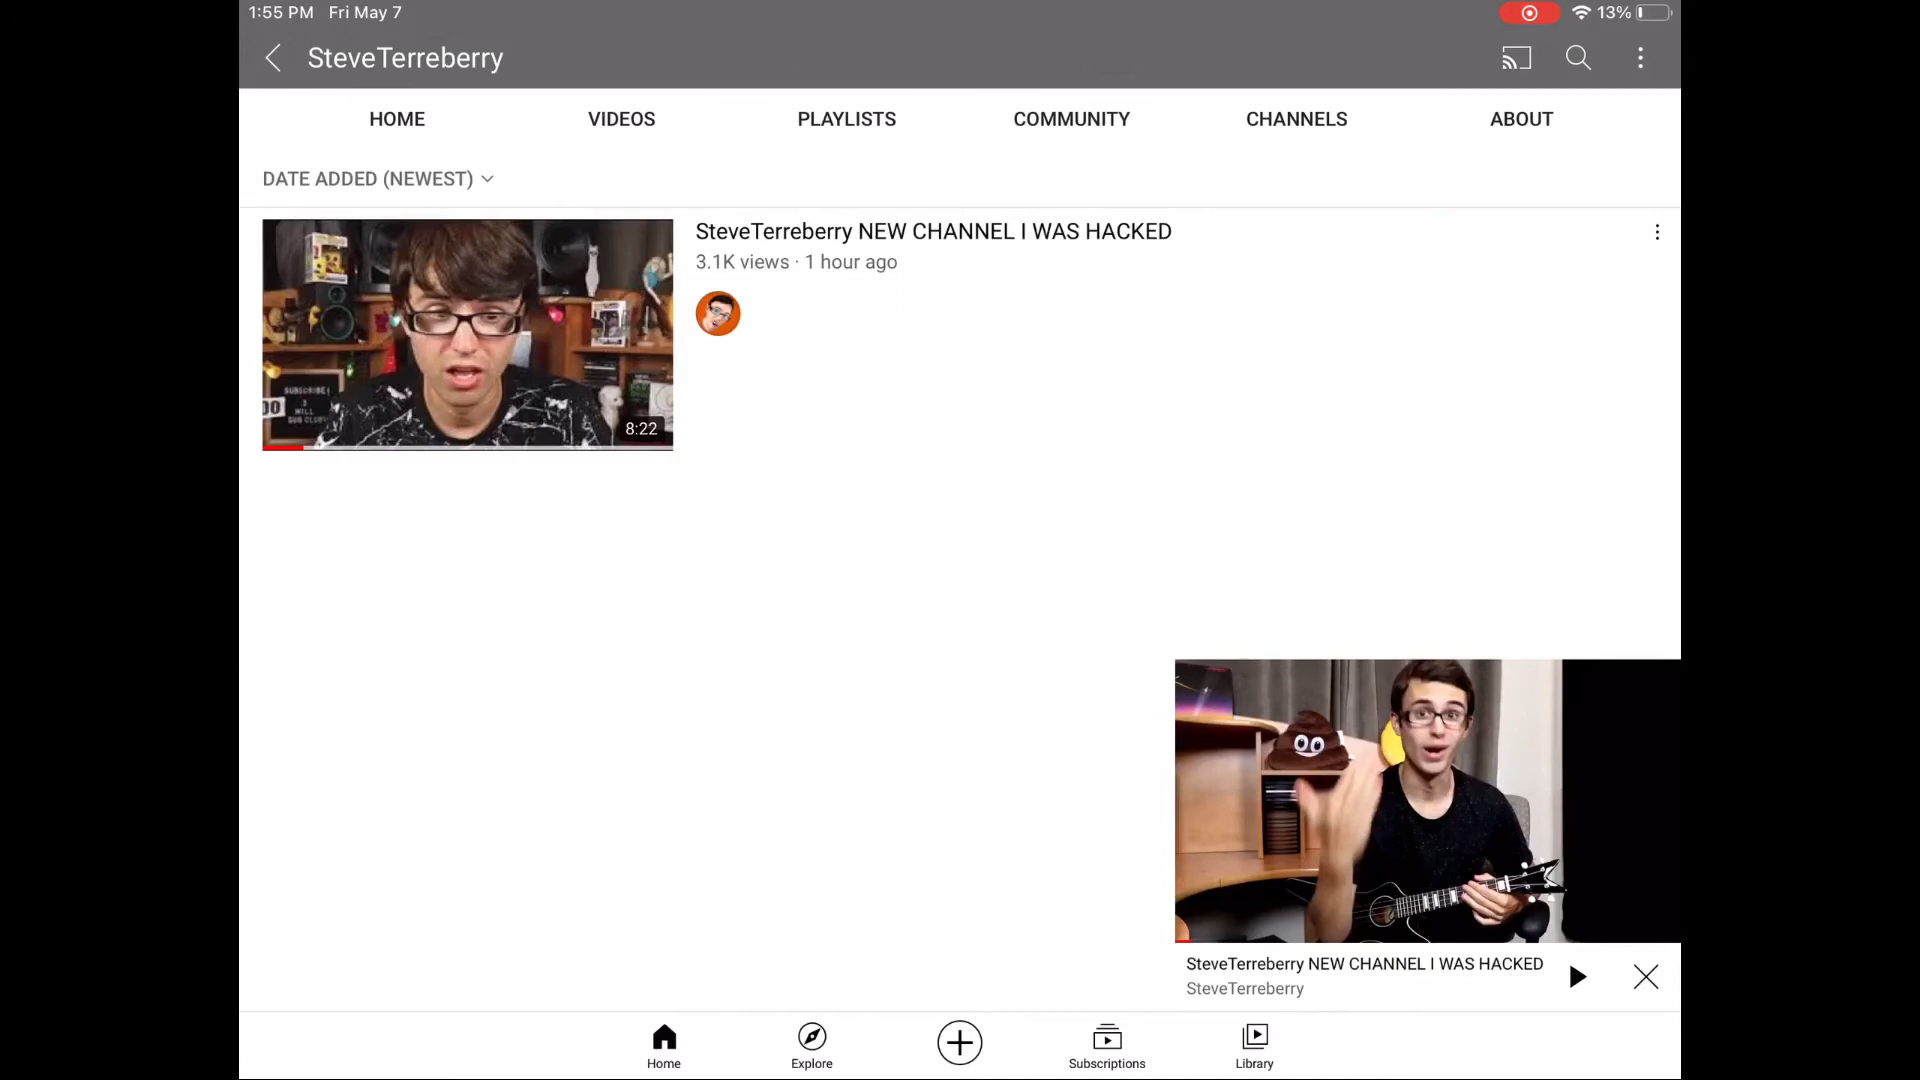 1:55 PM Fri May 7
13%
SteveTerreberry
HOME VIDEOS PLAYLISTS COMMUNITY CHANNELS ABOUT
DATE ADDED (NEWEST)
SteveTerreberry NEW CHANNEL I WAS HACKED
3.1K views · 1 hour ago
SUBSCRIBE
I
WILL
8:22
SteveTerreberry NEW CHANNEL I WAS HACKED
SteveTerreberry
Home Explore Subscriptions Library